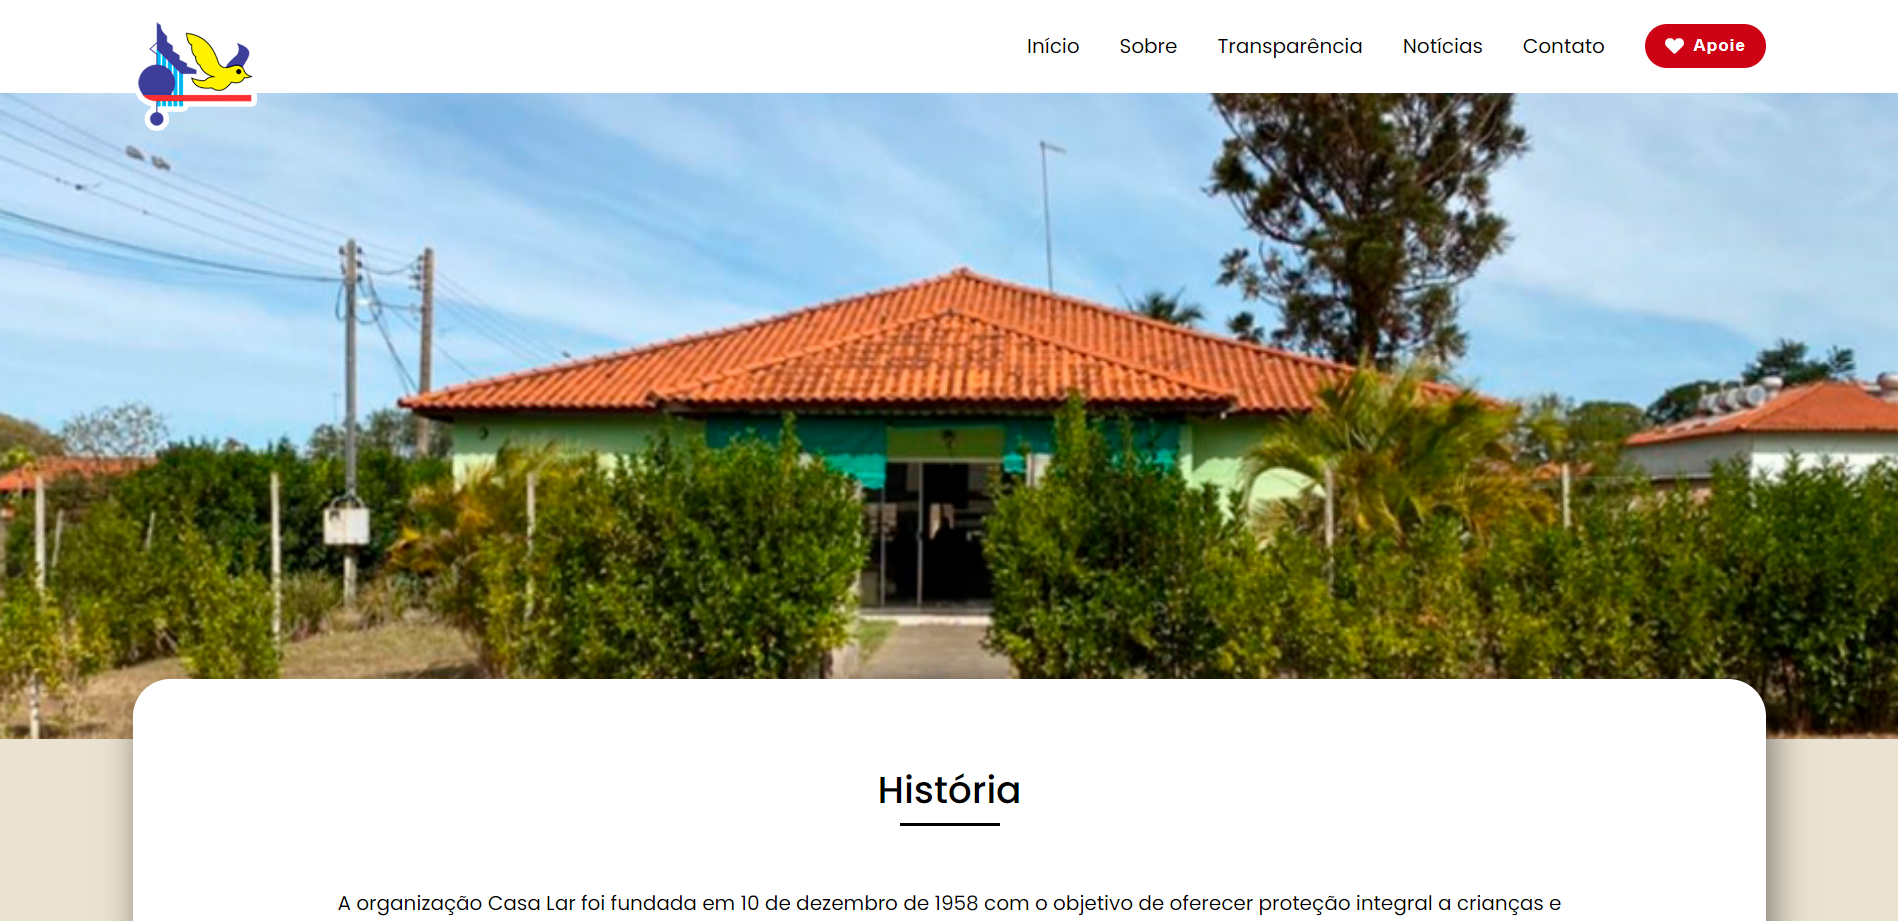 Início Sobre Transparência Notícias Contato Apoie
História
A organização Casa Lar foi fundada em 10 de dezembro de 1958 com o objetivo de oferecer proteção integral a crianças e